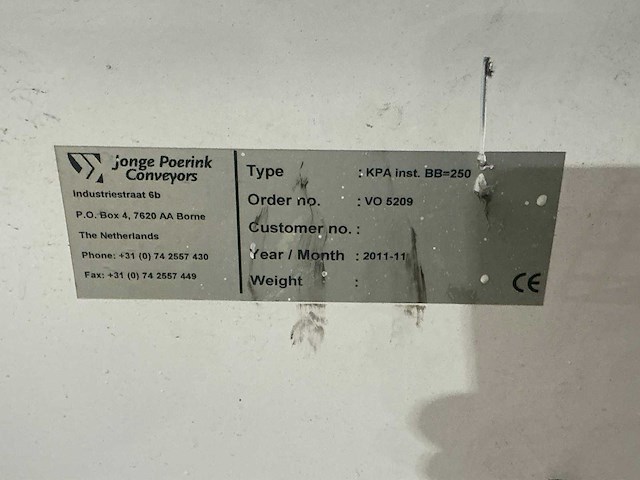 Jonge Poerink
Conveyors
Industriestraat 6b
P.O. Box 4, 7620 AA Borne
The Netherlands
Phone: +31 (0) 74 2557 430
Fax: +31 (0) 74 2557 449
Type : KPA inst. BB=250
Order no. : VO 5209
Customer no. :
Year / Month : 2011-11
Weight :
CE